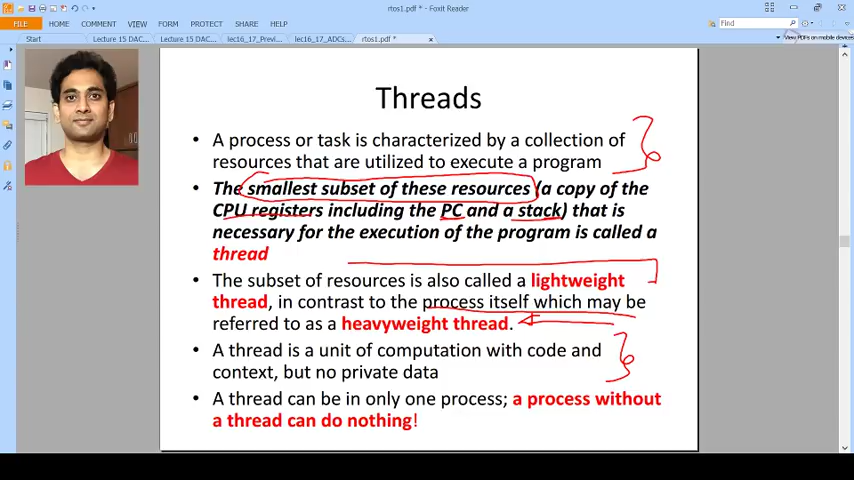 rtos1.pdf * - Foxit Reader
FILE HOME COMMENT VIEW FORM PROTECT SHARE HELP
Find
View PDFs on mobile devices
Start Lecture 15 DAC... Lecture 15 DAC... lec16_17_Previ... lec16_17_ADCs... rtos1.pdf *
Threads
• A process or task is characterized by a collection of
resources that are utilized to execute a program
• The smallest subset of these resources (a copy of the
CPU registers including the PC and a stack) that is
necessary for the execution of the program is called a
thread
• The subset of resources is also called a lightweight
thread, in contrast to the process itself which may be
referred to as a heavyweight thread.
• A thread is a unit of computation with code and
context, but no private data
• A thread can be in only one process; a process without
a thread can do nothing!